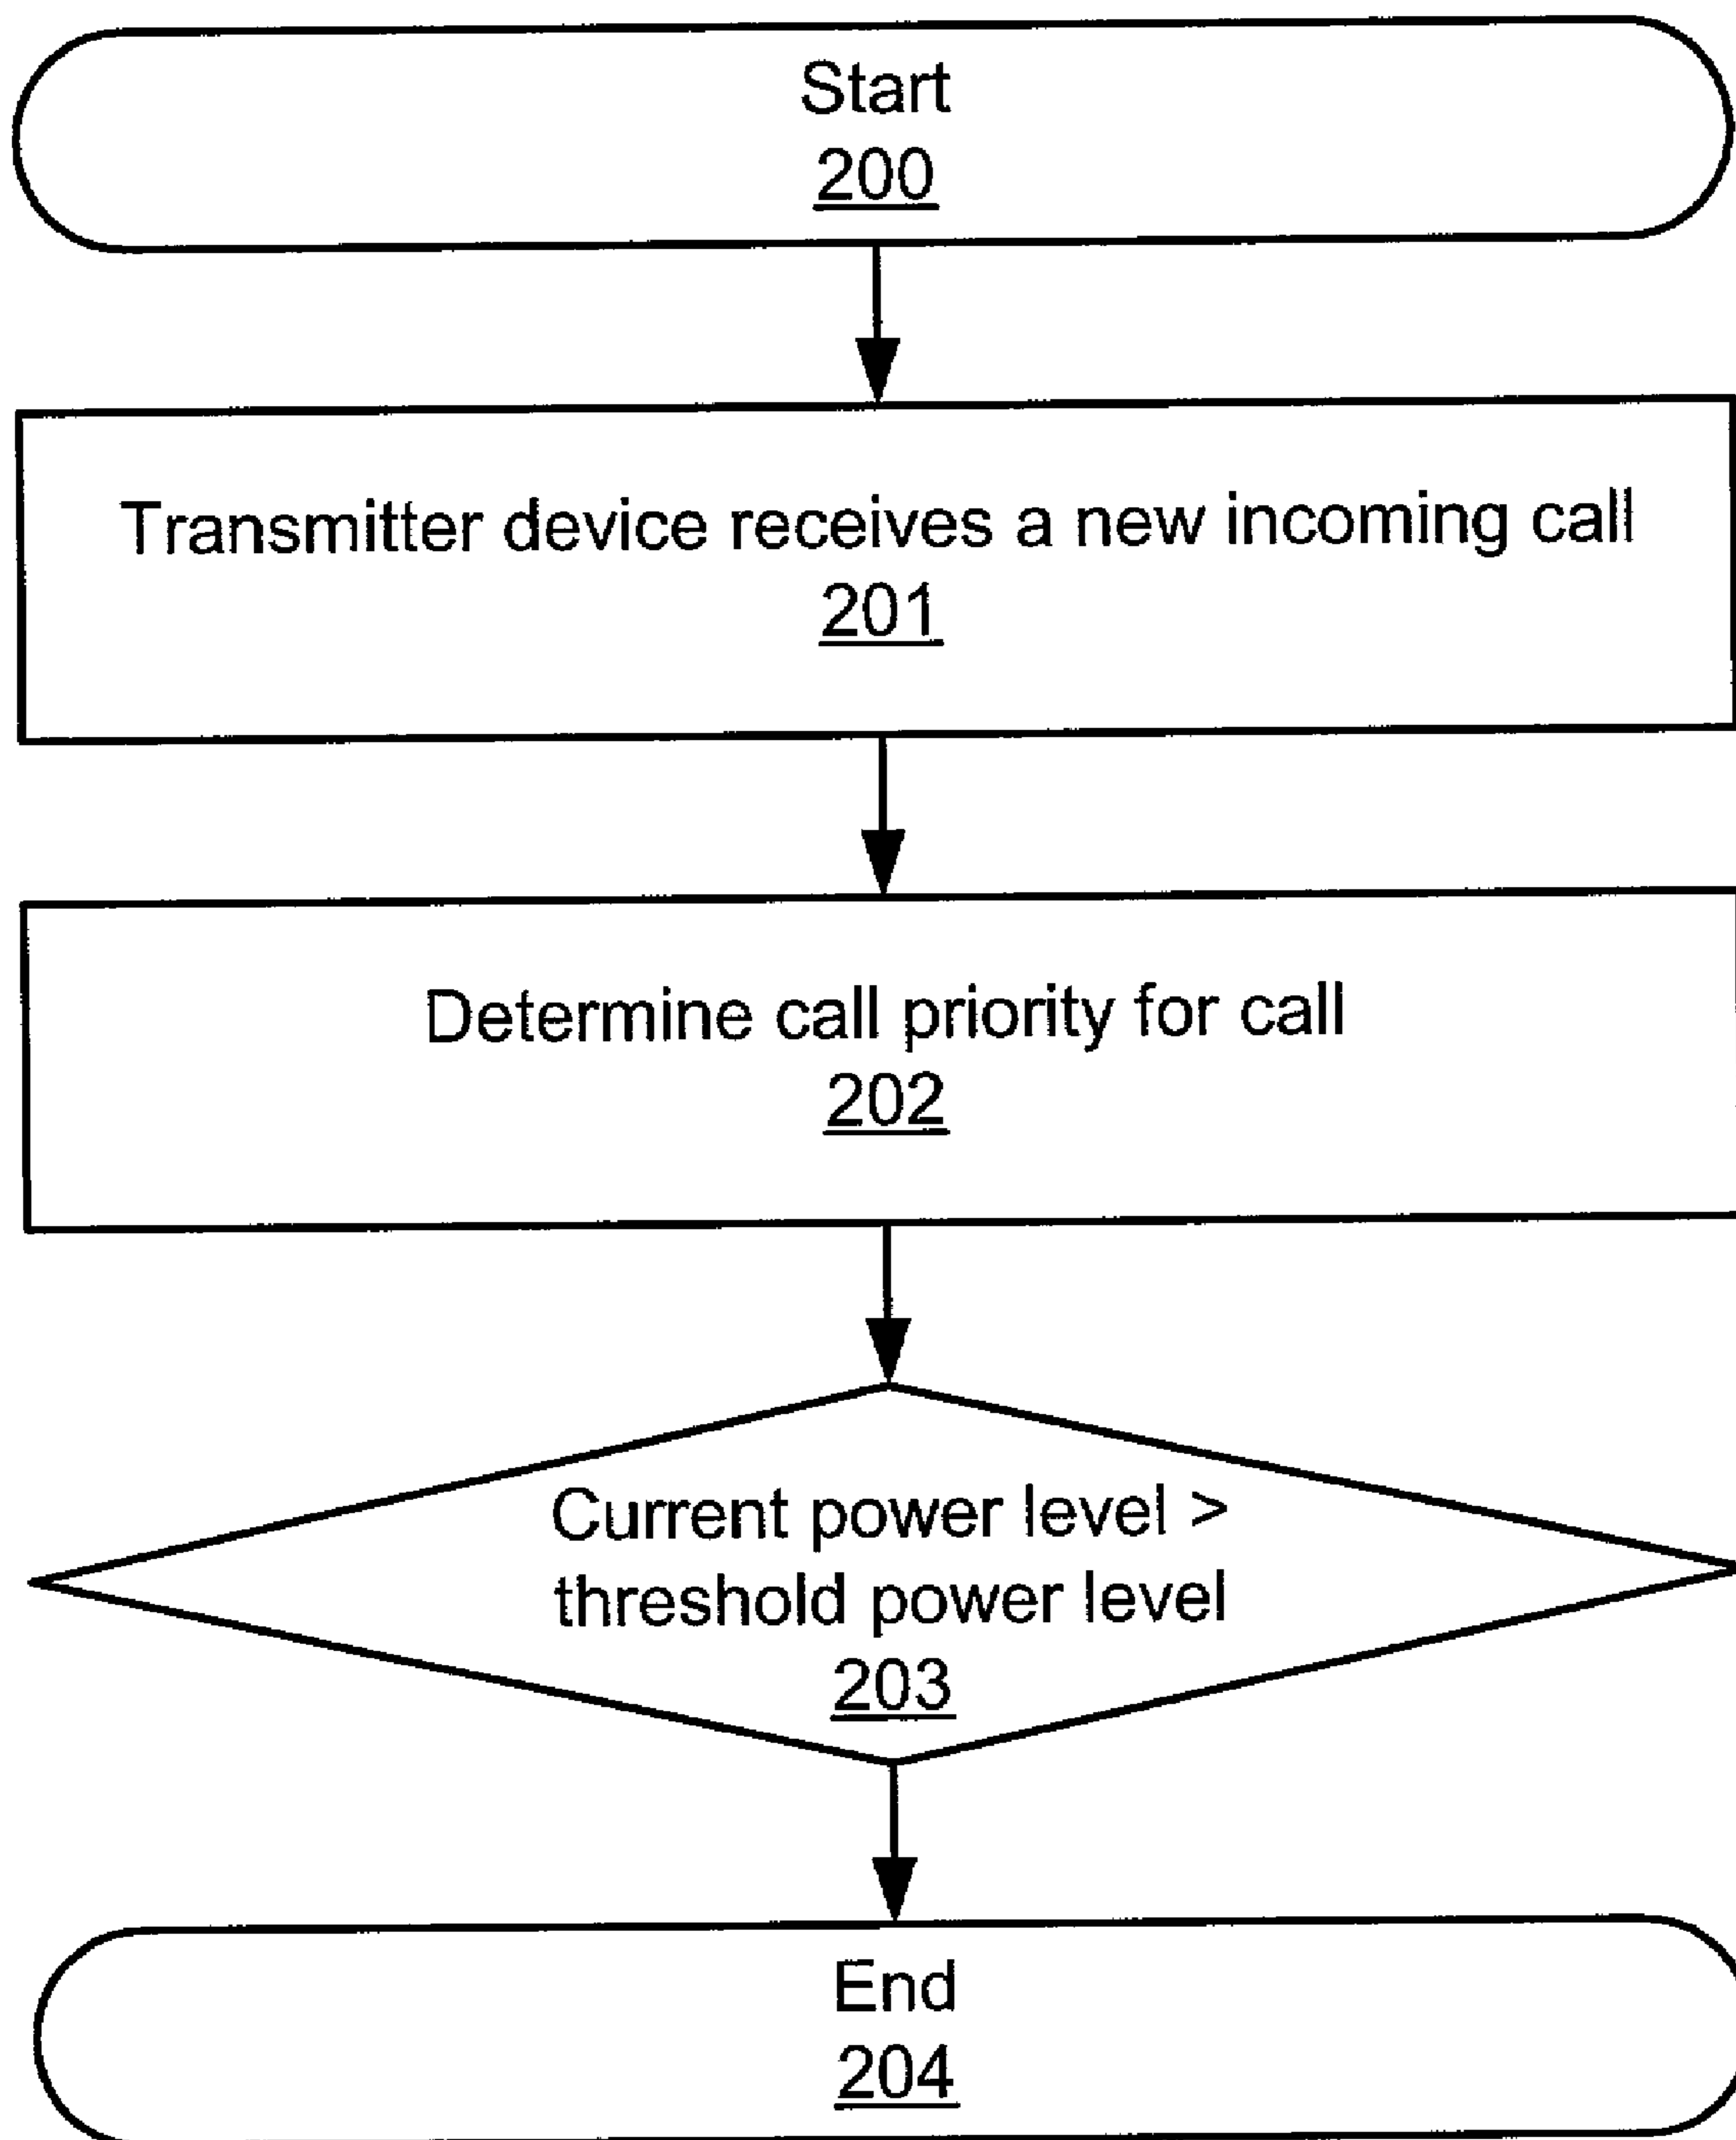 Start
200
Transmitter device receives a new incoming call
201
Determine call priority for call
202
Current power level >
threshold power level
203
End
204